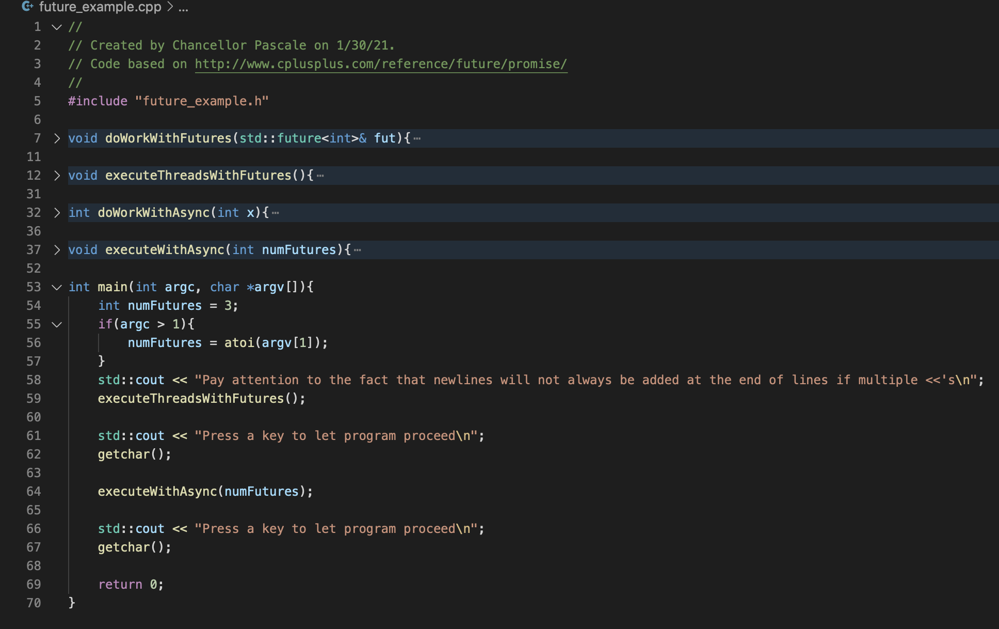 future_example.cpp > ...
1 //
2 // Created by Chancellor Pascale on 1/30/21.
3 // Code based on http://www.cplusplus.com/reference/future/promise/
4 //
5 #include "future_example.h"
6
7 void doWorkWithFutures(std::future<int>& fut){⋯
11
12 void executeThreadsWithFutures(){⋯
31
32 int doWorkWithAsync(int x){⋯
36
37 void executeWithAsync(int numFutures){⋯
52
53 int main(int argc, char *argv[]){
54     int numFutures = 3;
55     if(argc > 1){
56         numFutures = atoi(argv[1]);
57     }
58     std::cout << "Pay attention to the fact that newlines will not always be added at the end of lines if multiple <<'s\n";
59     executeThreadsWithFutures();
60
61     std::cout << "Press a key to let program proceed\n";
62     getchar();
63
64     executeWithAsync(numFutures);
65
66     std::cout << "Press a key to let program proceed\n";
67     getchar();
68
69     return 0;
70 }